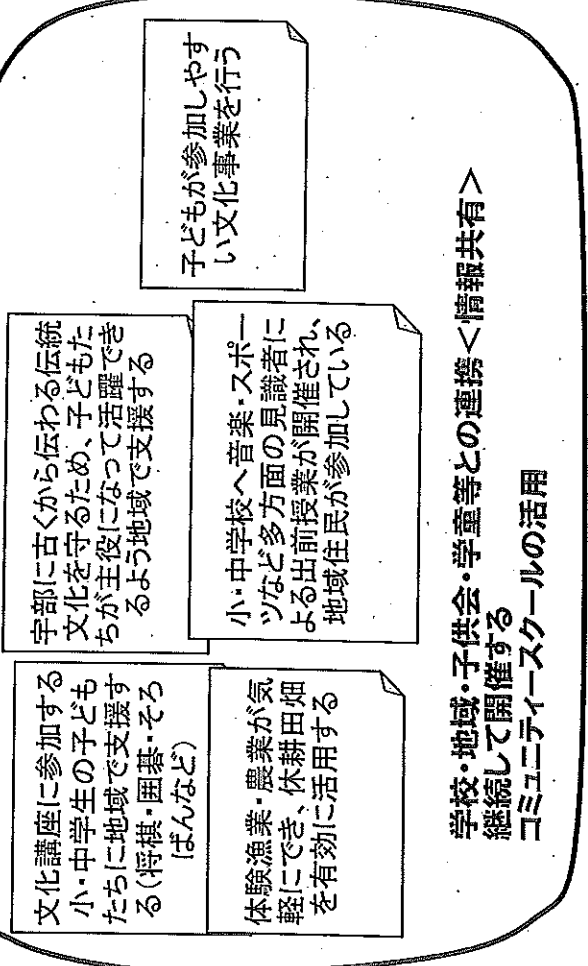 文化講座に参加する
小・中学生の子ども
たちに地域で支援す
る(将棋・囲碁・そろ
ばんなど)
宇部に古くから伝わる伝統
文化を守るため、子どもた
ちが主役になって活躍でき
るよう地域で支援する
子どもが参加しやす
い文化事業を行う
体験漁業・農業が気
軽にでき、休耕田畑
を有効に活用する
小・中学校へ音楽・スポー
ツなど多方面の見識者に
よる出前授業が開催され、
地域住民が参加している
学校・地域・子供会・学童等との連携<情報共有>
継続して開催する
コミュニティースクールの活用